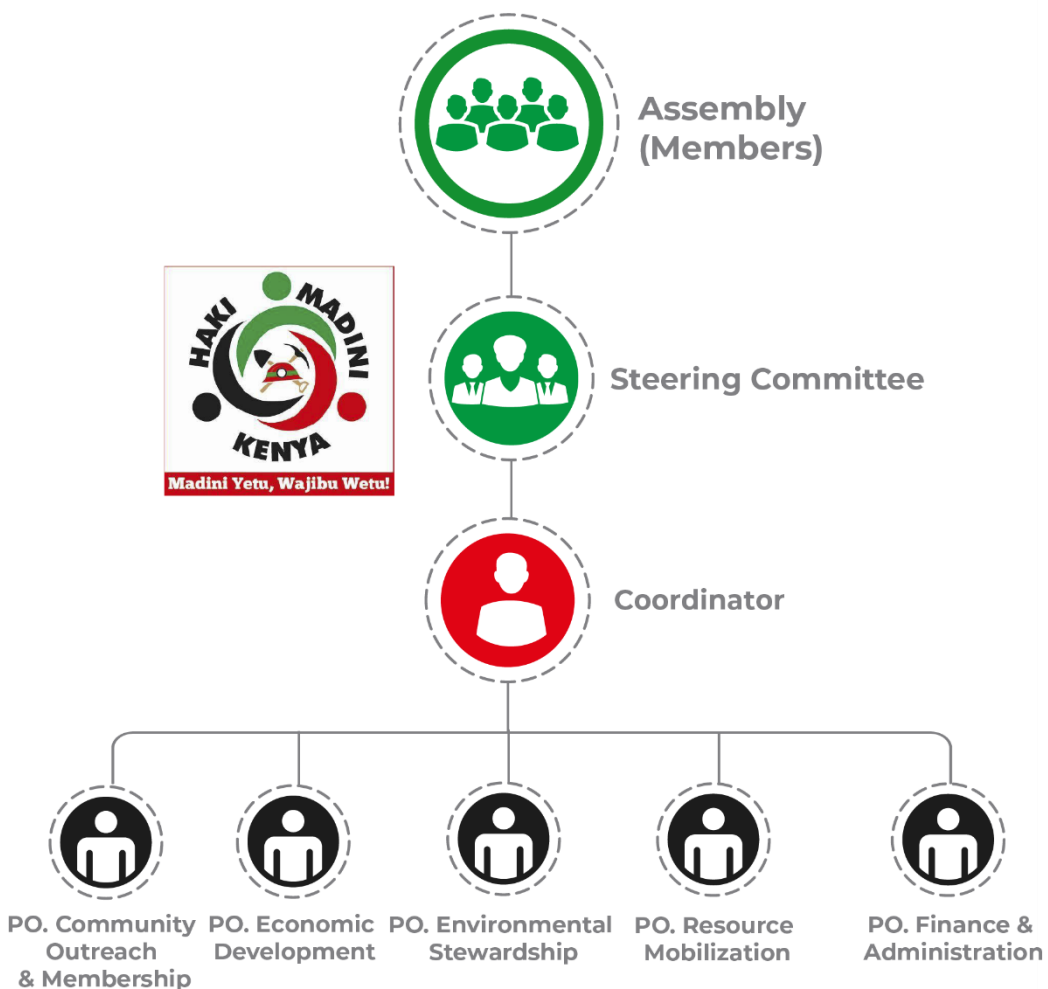 Assembly
(Members)
HAKI MADINI
KENYA
Madini Yetu, Wajibu Wetu!
Steering Committee
Coordinator
PO. Community
Outreach
& Membership
PO. Economic
Development
PO. Environmental
Stewardship
PO. Resource
Mobilization
PO. Finance &
Administration